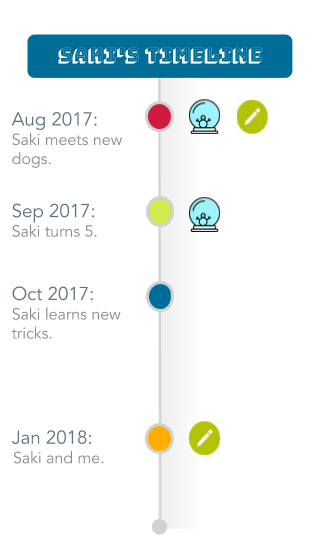 SAKI'S TIMELINE
Aug 2017:
Saki meets new
dogs.
Sep 2017:
Saki turns 5.
Oct 2017:
Saki learns new
tricks.
Jan 2018:
Saki and me.